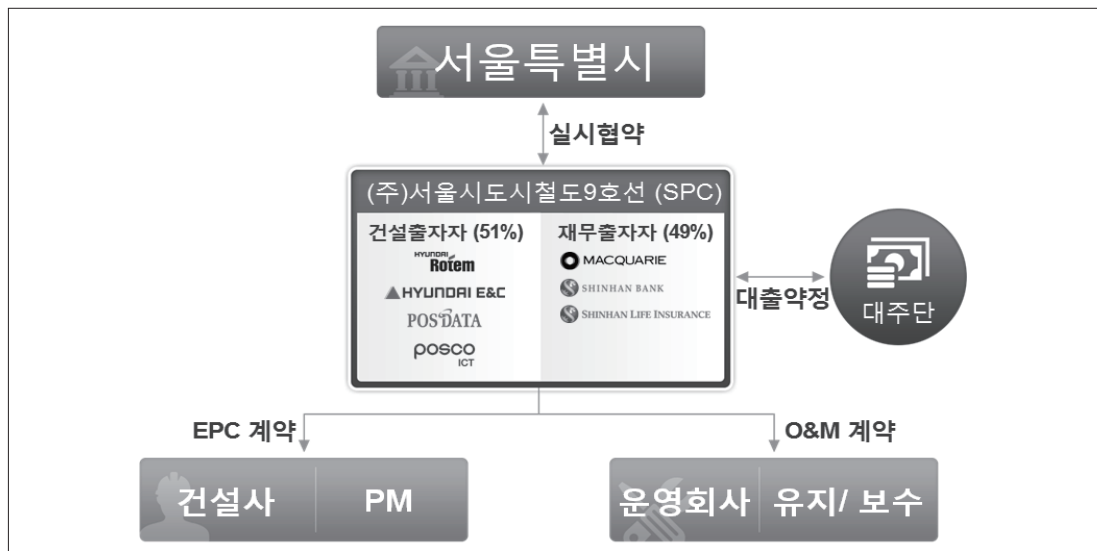 서울특별시
실시협약
(주)서울시도시철도9호선 (SPC)
건설출자자 (51%)
재무출자자 (49%)
HYUNDAI
Rotem
HYUNDAI E&C
POSDATA
posco
ICT
MACQUARIE
SHINHAN BANK
SHINHAN LIFE INSURANCE
대출약정
대주단
EPC 계약
O&M 계약
건설사
PM
운영회사
유지/ 보수